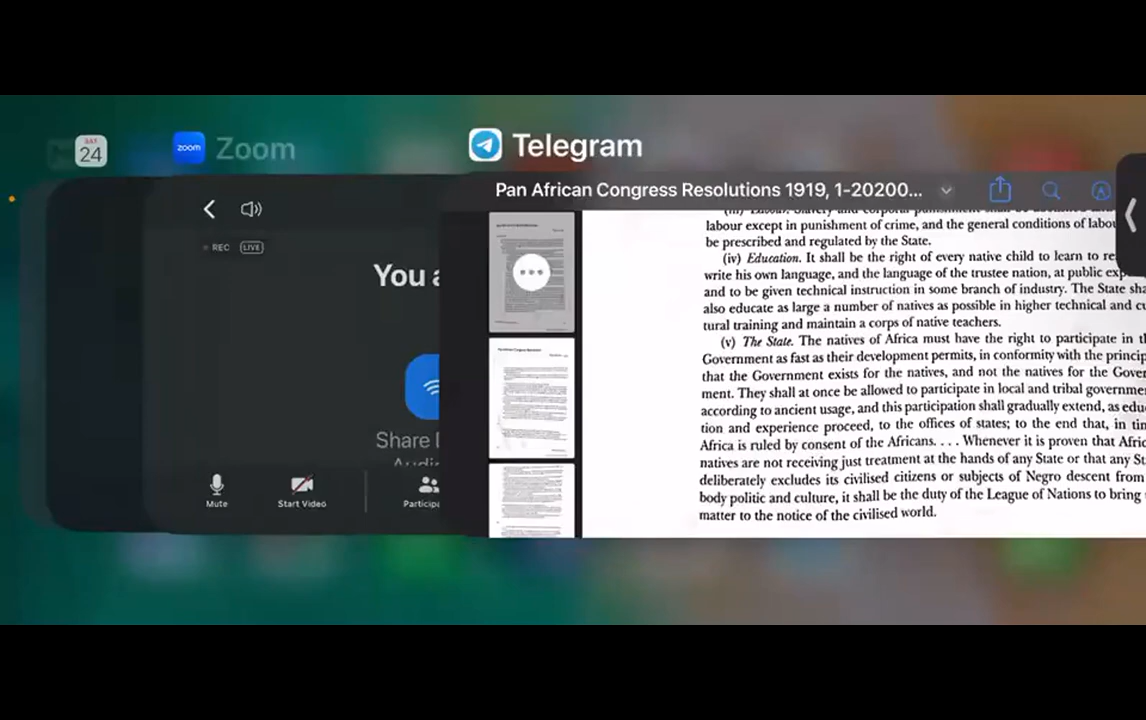 SAT
24
zoom
Zoom
REC LIVE
You a
Share
Mute
Start Video
Participa
Telegram
Pan African Congress Resolutions 1919, 1-20200...
labour except in punishment of crime, and the general conditions of labou
be prescribed and regulated by the State.
(iv) Education. It shall be the right of every native child to learn to re
write his own language, and the language of the trustee nation, at public exp
and to be given technical instruction in some branch of industry. The State sha
also educate as large a number of natives as possible in higher technical and cu
tural training and maintain a corps of native teachers.
(v) The State. The natives of Africa must have the right to participate in th
Government as fast as their development permits, in conformity with the princip
that the Government exists for the natives, and not the natives for the Gover
ment. They shall at once be allowed to participate in local and tribal governme
according to ancient usage, and this participation shall gradually extend, as edu
tion and experience proceed, to the offices of states; to the end that, in tim
Africa is ruled by consent of the Africans. . . . Whenever it is proven that Afric
natives are not receiving just treatment at the hands of any State or that any St
deliberately excludes its civilised citizens or subjects of Negro descent from
body politic and culture, it shall be the duty of the League of Nations to bring
matter to the notice of the civilised world.